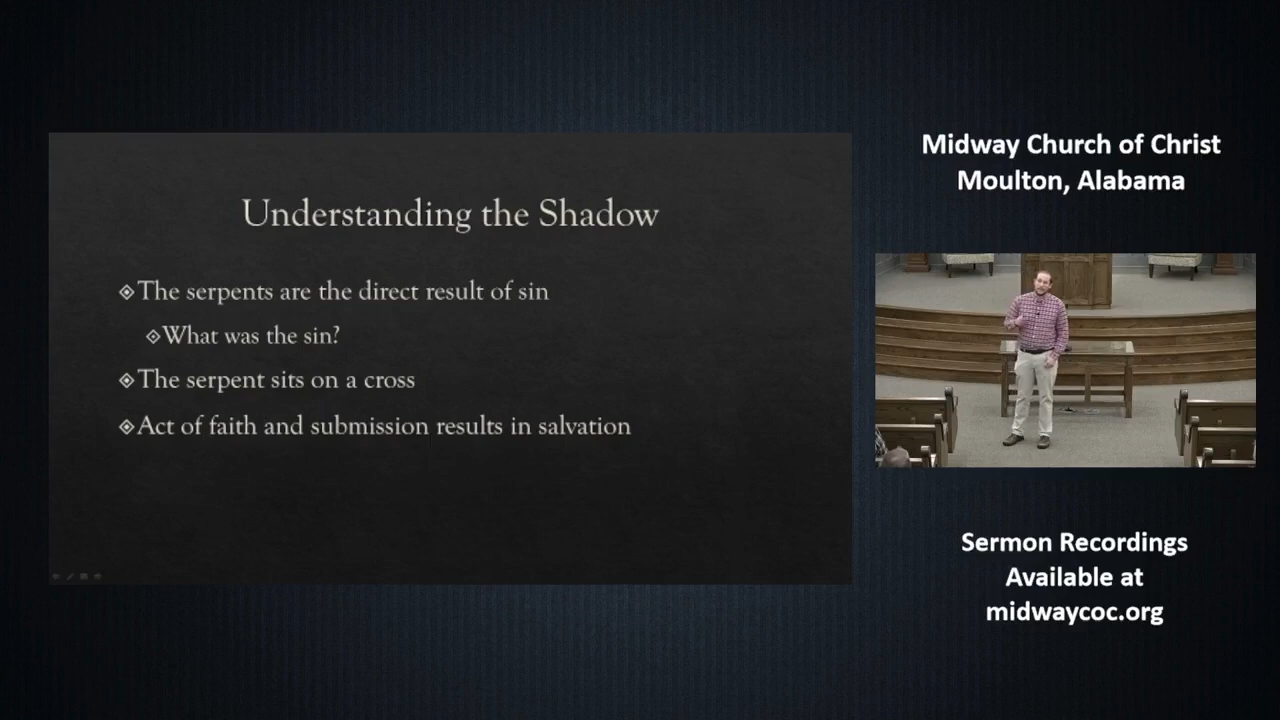 Understanding the Shadow
The serpents are the direct result of sin
What was the sin?
The serpent sits on a cross
Act of faith and submission results in salvation
Midway Church of Christ
Moulton, Alabama
Sermon Recordings
Available at
midwaycoc.org